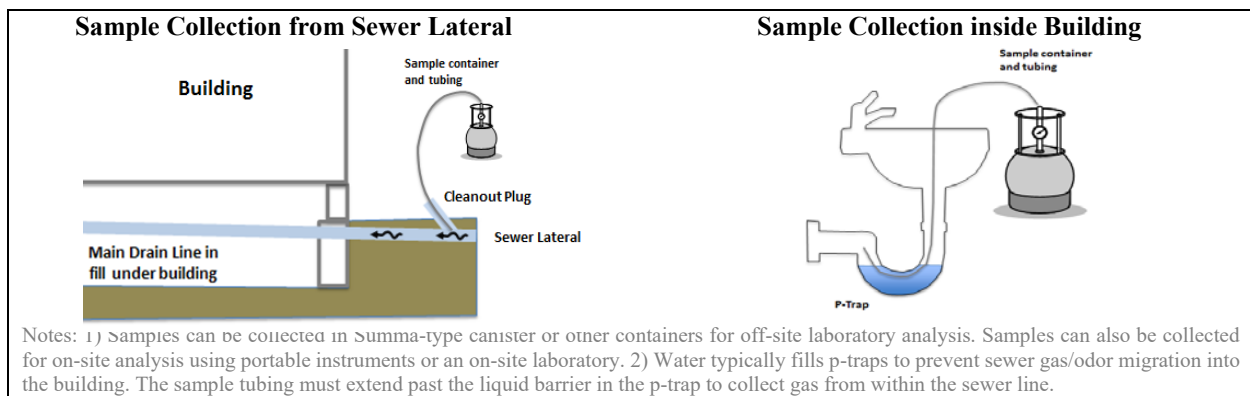 Sample Collection from Sewer Lateral
Sample container
and tubing
Building
Cleanout Plug
Sewer Lateral
Main Drain Line in
fill under building
Sample Collection inside Building
Sample container
and tubing
P-Trap
Notes: 1) Samples can be collected in Summa-type canister or other containers for off-site laboratory analysis. Samples can also be collected
for on-site analysis using portable instruments or an on-site laboratory. 2) Water typically fills p-traps to prevent sewer gas/odor migration into
the building. The sample tubing must extend past the liquid barrier in the p-trap to collect gas from within the sewer line.